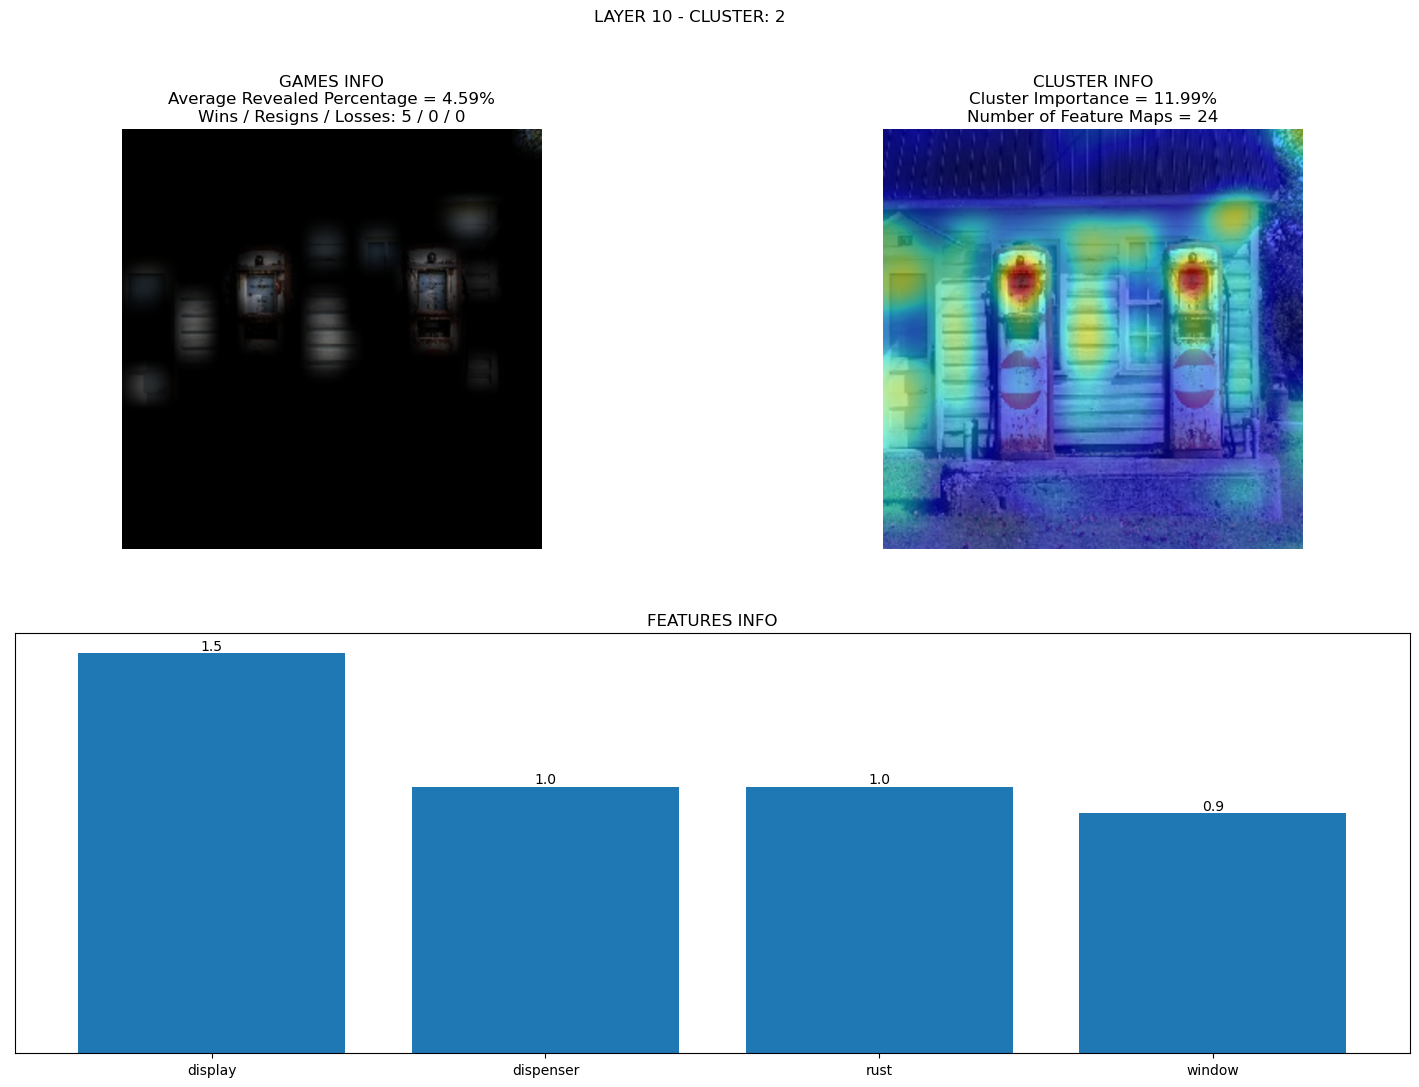 LAYER 10 - CLUSTER: 2
GAMES INFO
Average Revealed Percentage = 4.59%
Wins / Resigns / Losses: 5 / 0 / 0
CLUSTER INFO
Cluster Importance = 11.99%
Number of Feature Maps = 24
FEATURES INFO
1.5
1.0
1.0
0.9
display
dispenser
rust
window